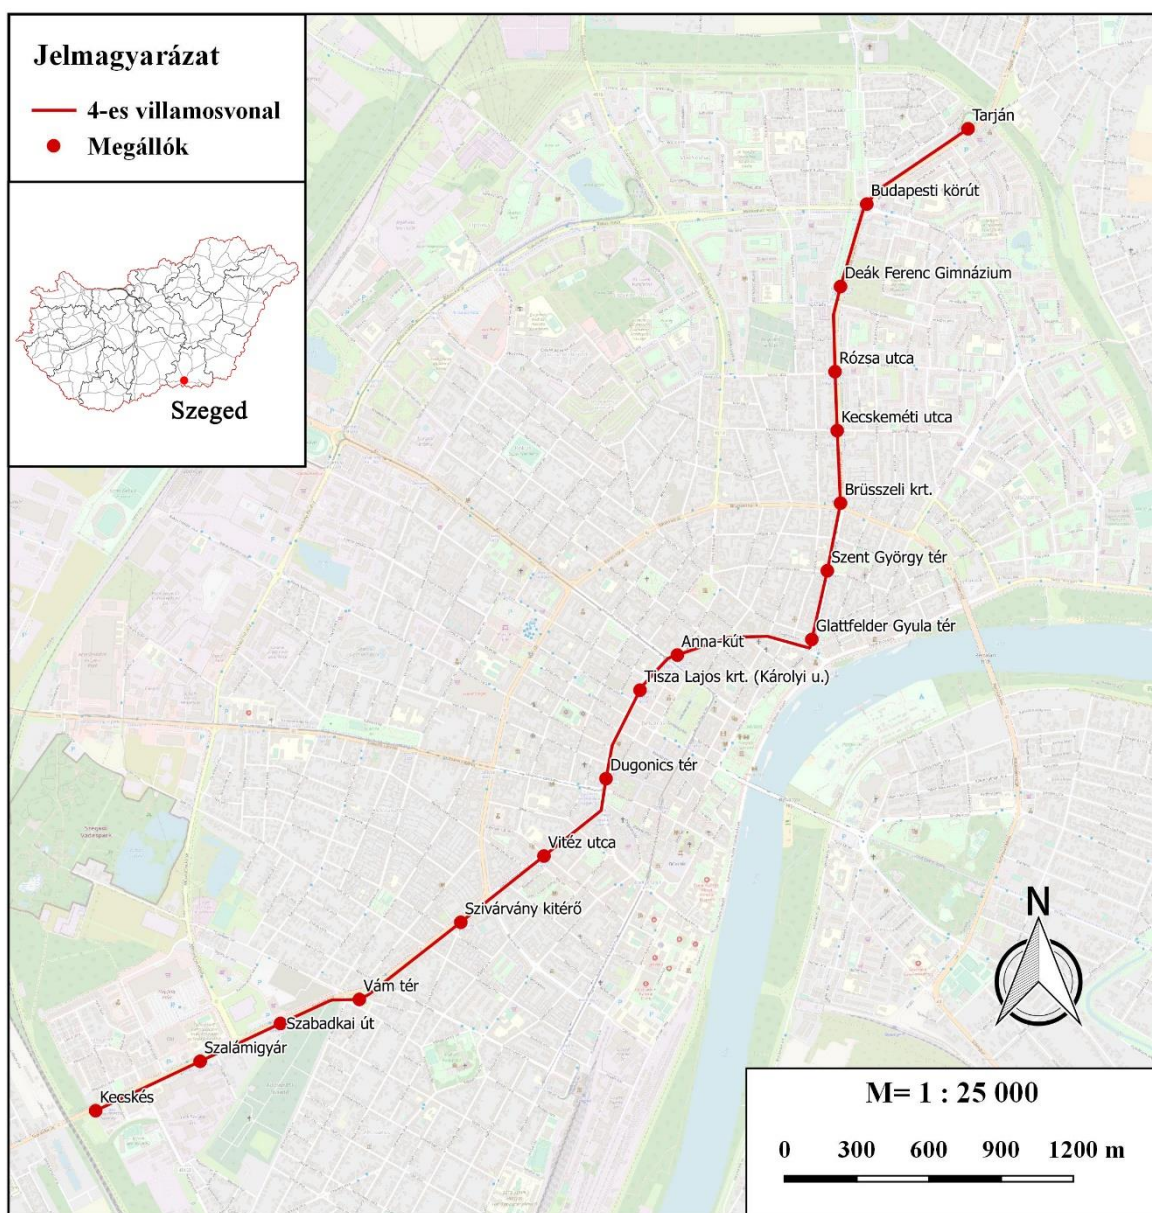 Jelmagyarázat
4-es villamosvonal
Megállók
Szeged
Tarján
Budapesti körút
Deák Ferenc Gimnázium
Rózsa utca
Kecskeméti utca
Brüsszeli krt.
Szent György tér
Glattfelder Gyula tér
Anna-kút
Tisza Lajos krt. (Károlyi u.)
Dugonics tér
Vitéz utca
Szivárvány kitérő
Vám tér
Szabadkai út
Szalámigyár
Kecskés
N
M= 1 : 25 000
0 300 600 900 1200 m